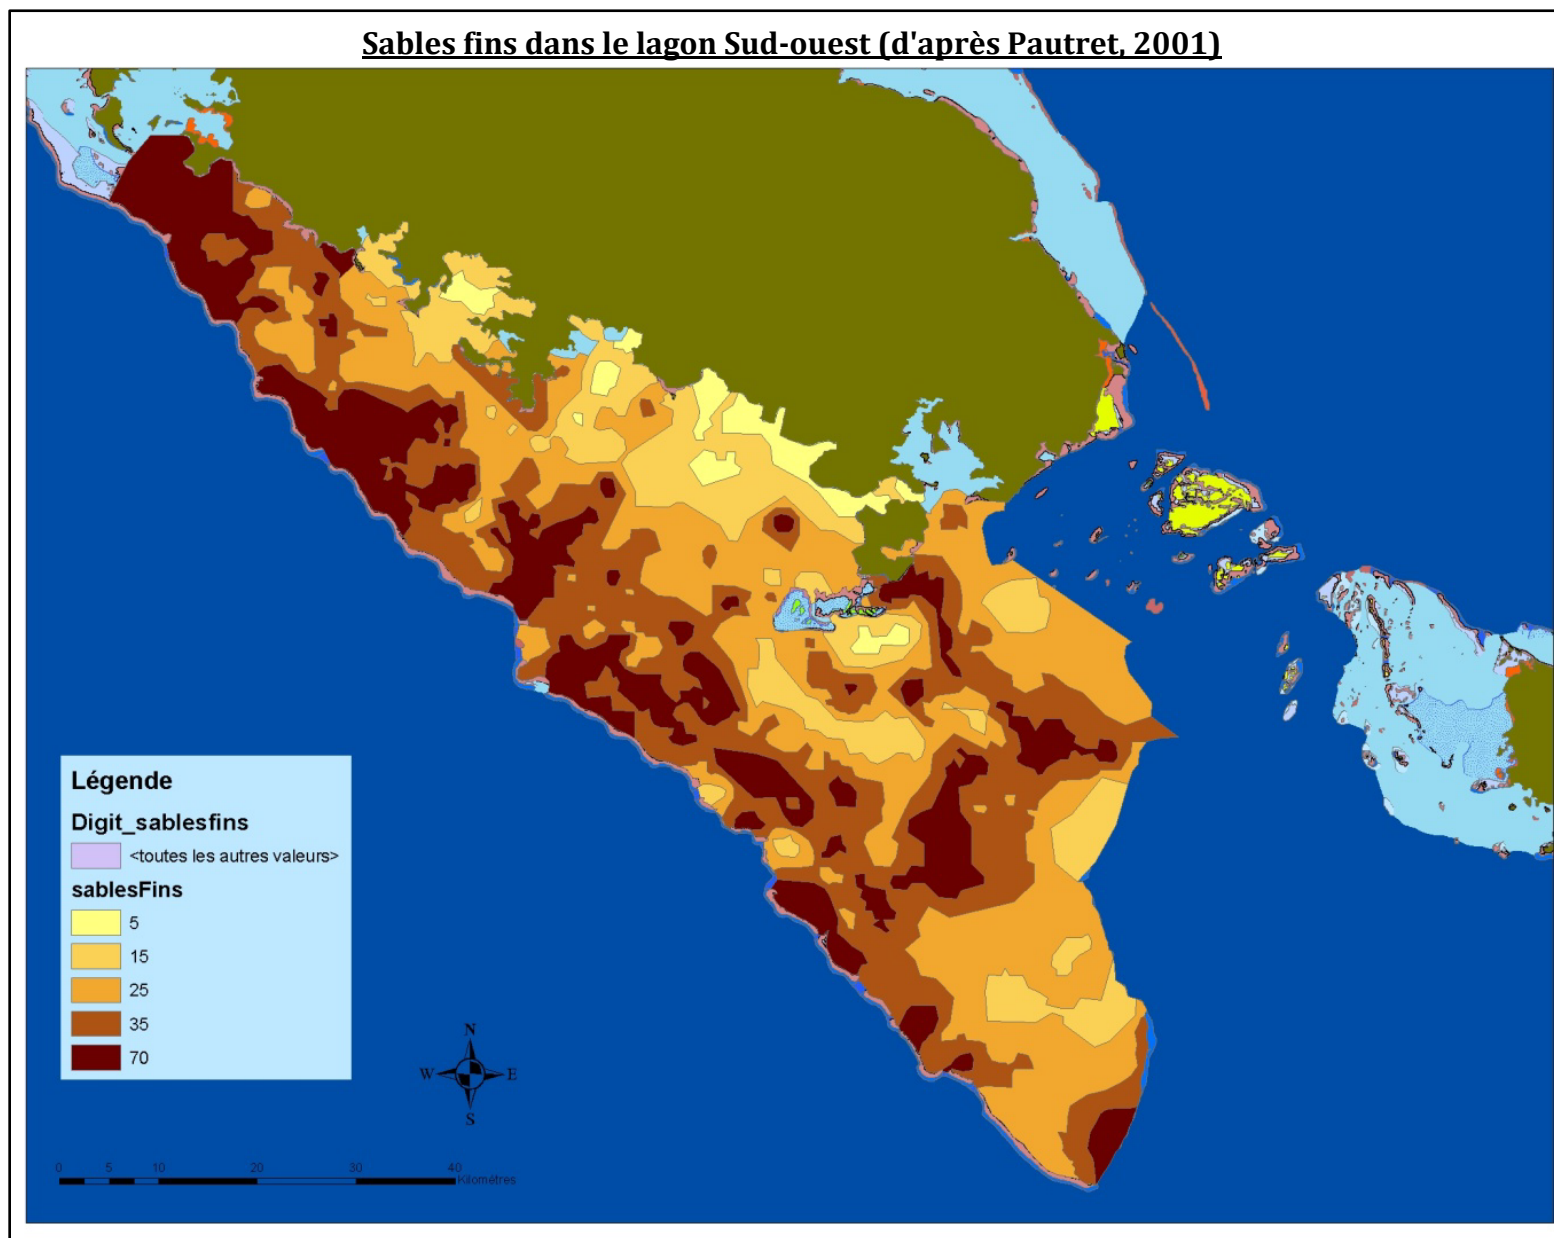 Sables fins dans le lagon Sud-ouest (d'après Pautret, 2001)
Légende
Digit_sablesfins
<toutes les autres valeurs>
sablesFins
5
15
25
35
70
N
W E
S
0 5 10 20 30 40
Kilomètres